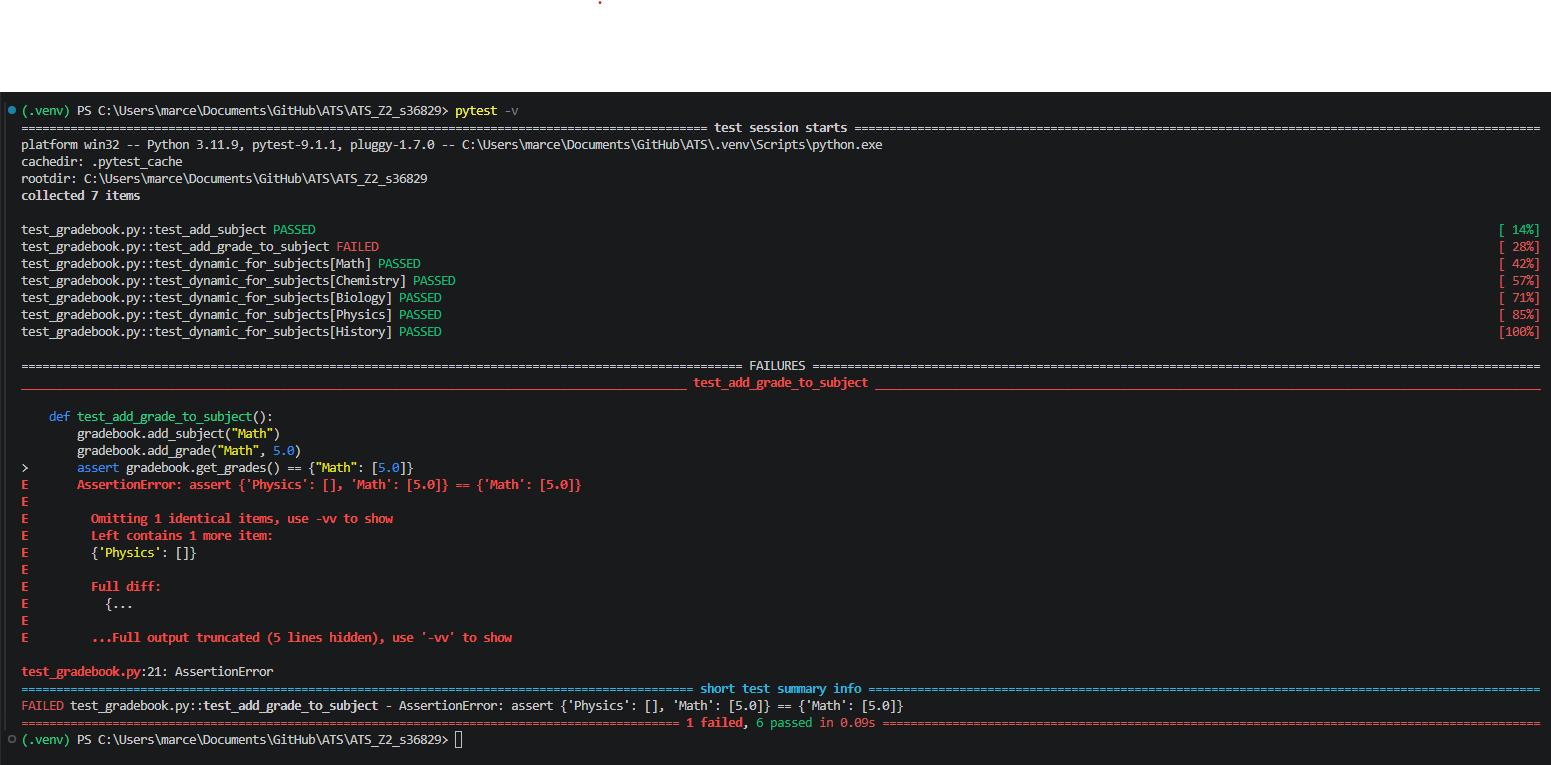 (.venv) PS C:\Users\marce\Documents\GitHub\ATS\ATS_Z2_s36829> pytest -v
================================ test session starts ================================
platform win32 -- Python 3.11.9, pytest-9.1.1, pluggy-1.7.0 -- C:\Users\marce\Documents\GitHub\ATS\.venv\Scripts\python.exe
cachedir: .pytest_cache
rootdir: C:\Users\marce\Documents\GitHub\ATS\ATS_Z2_s36829
collected 7 items

test_gradebook.py::test_add_subject PASSED [ 14%]
test_gradebook.py::test_add_grade_to_subject FAILED [ 28%]
test_gradebook.py::test_dynamic_for_subjects[Math] PASSED [ 42%]
test_gradebook.py::test_dynamic_for_subjects[Chemistry] PASSED [ 57%]
test_gradebook.py::test_dynamic_for_subjects[Biology] PASSED [ 71%]
test_gradebook.py::test_dynamic_for_subjects[Physics] PASSED [ 85%]
test_gradebook.py::test_dynamic_for_subjects[History] PASSED [100%]

================================ FAILURES ================================
________________________________ test_add_grade_to_subject ________________________________

    def test_add_grade_to_subject():
        gradebook.add_subject("Math")
        gradebook.add_grade("Math", 5.0)
>       assert gradebook.get_grades() == {"Math": [5.0]}
E       AssertionError: assert {'Physics': [], 'Math': [5.0]} == {'Math': [5.0]}
E
E         Omitting 1 identical items, use -vv to show
E         Left contains 1 more item:
E         {'Physics': []}
E
E         Full diff:
E           {...
E
E         ...Full output truncated (5 lines hidden), use '-vv' to show

test_gradebook.py:21: AssertionError
================================ short test summary info ================================
FAILED test_gradebook.py::test_add_grade_to_subject - AssertionError: assert {'Physics': [], 'Math': [5.0]} == {'Math': [5.0]}
================================ 1 failed, 6 passed in 0.09s ================================
(.venv) PS C:\Users\marce\Documents\GitHub\ATS\ATS_Z2_s36829>